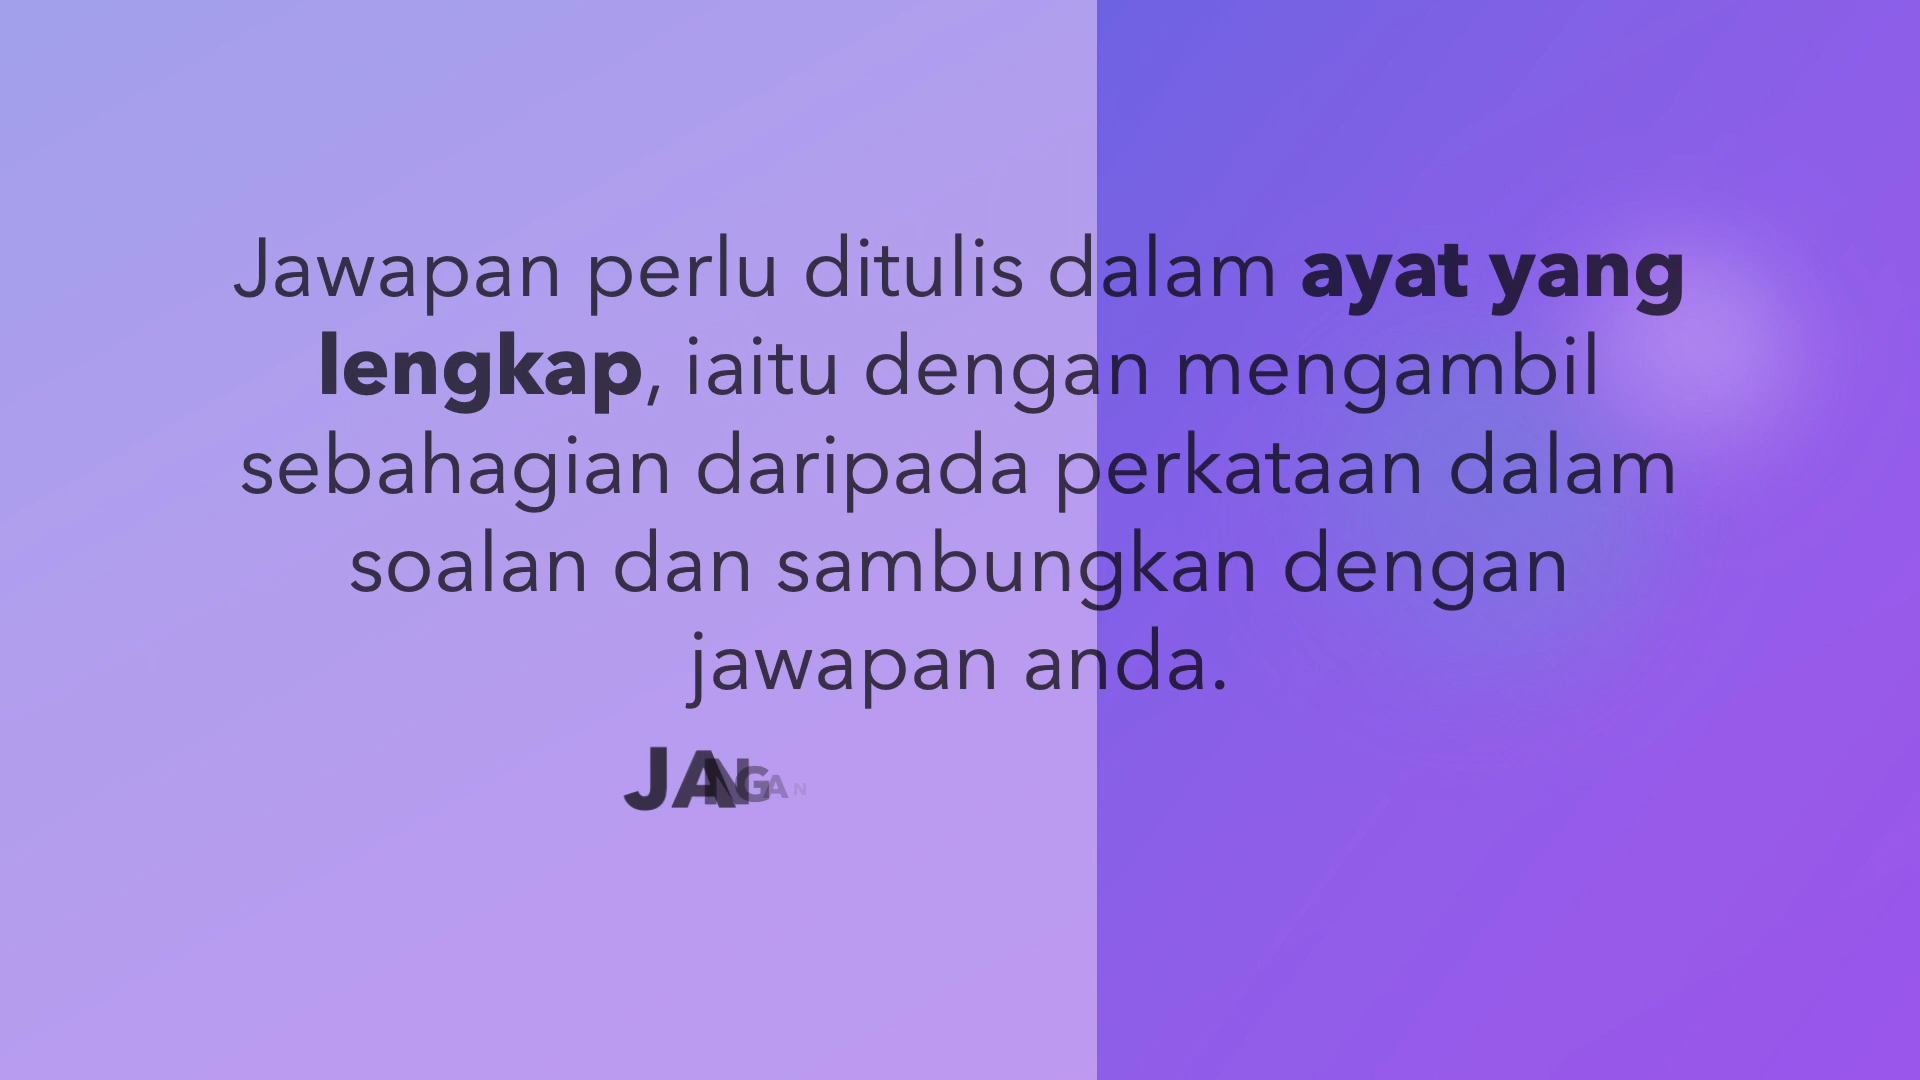 Jawapan perlu ditulis dalam ayat yang
lengkap, iaitu dengan mengambil
sebahagian daripada perkataan dalam
soalan dan sambungkan dengan
jawapan anda.
JANGAN